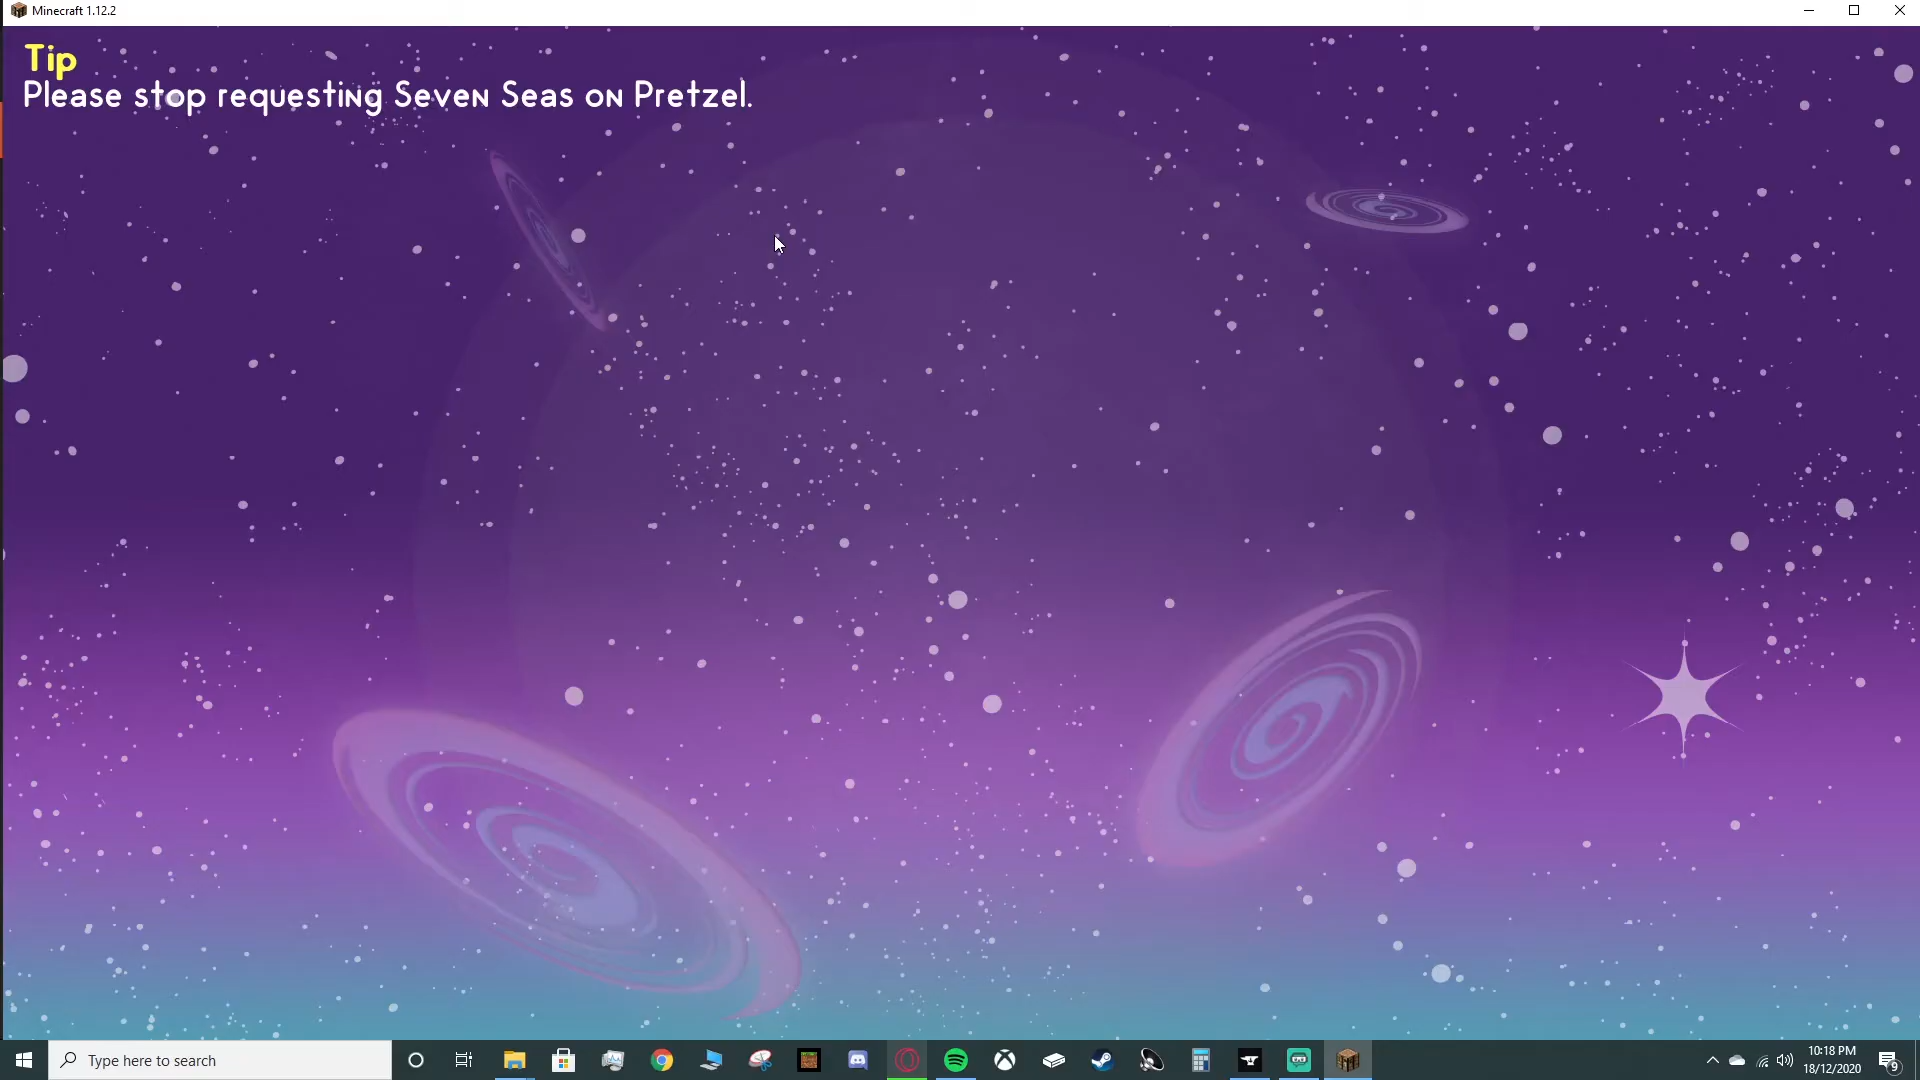 Minecraft 1.12.2
Tip
Please stop requesting Seven Seas on Pretzel.
Type here to search
10:18 PM
18/12/2020
9